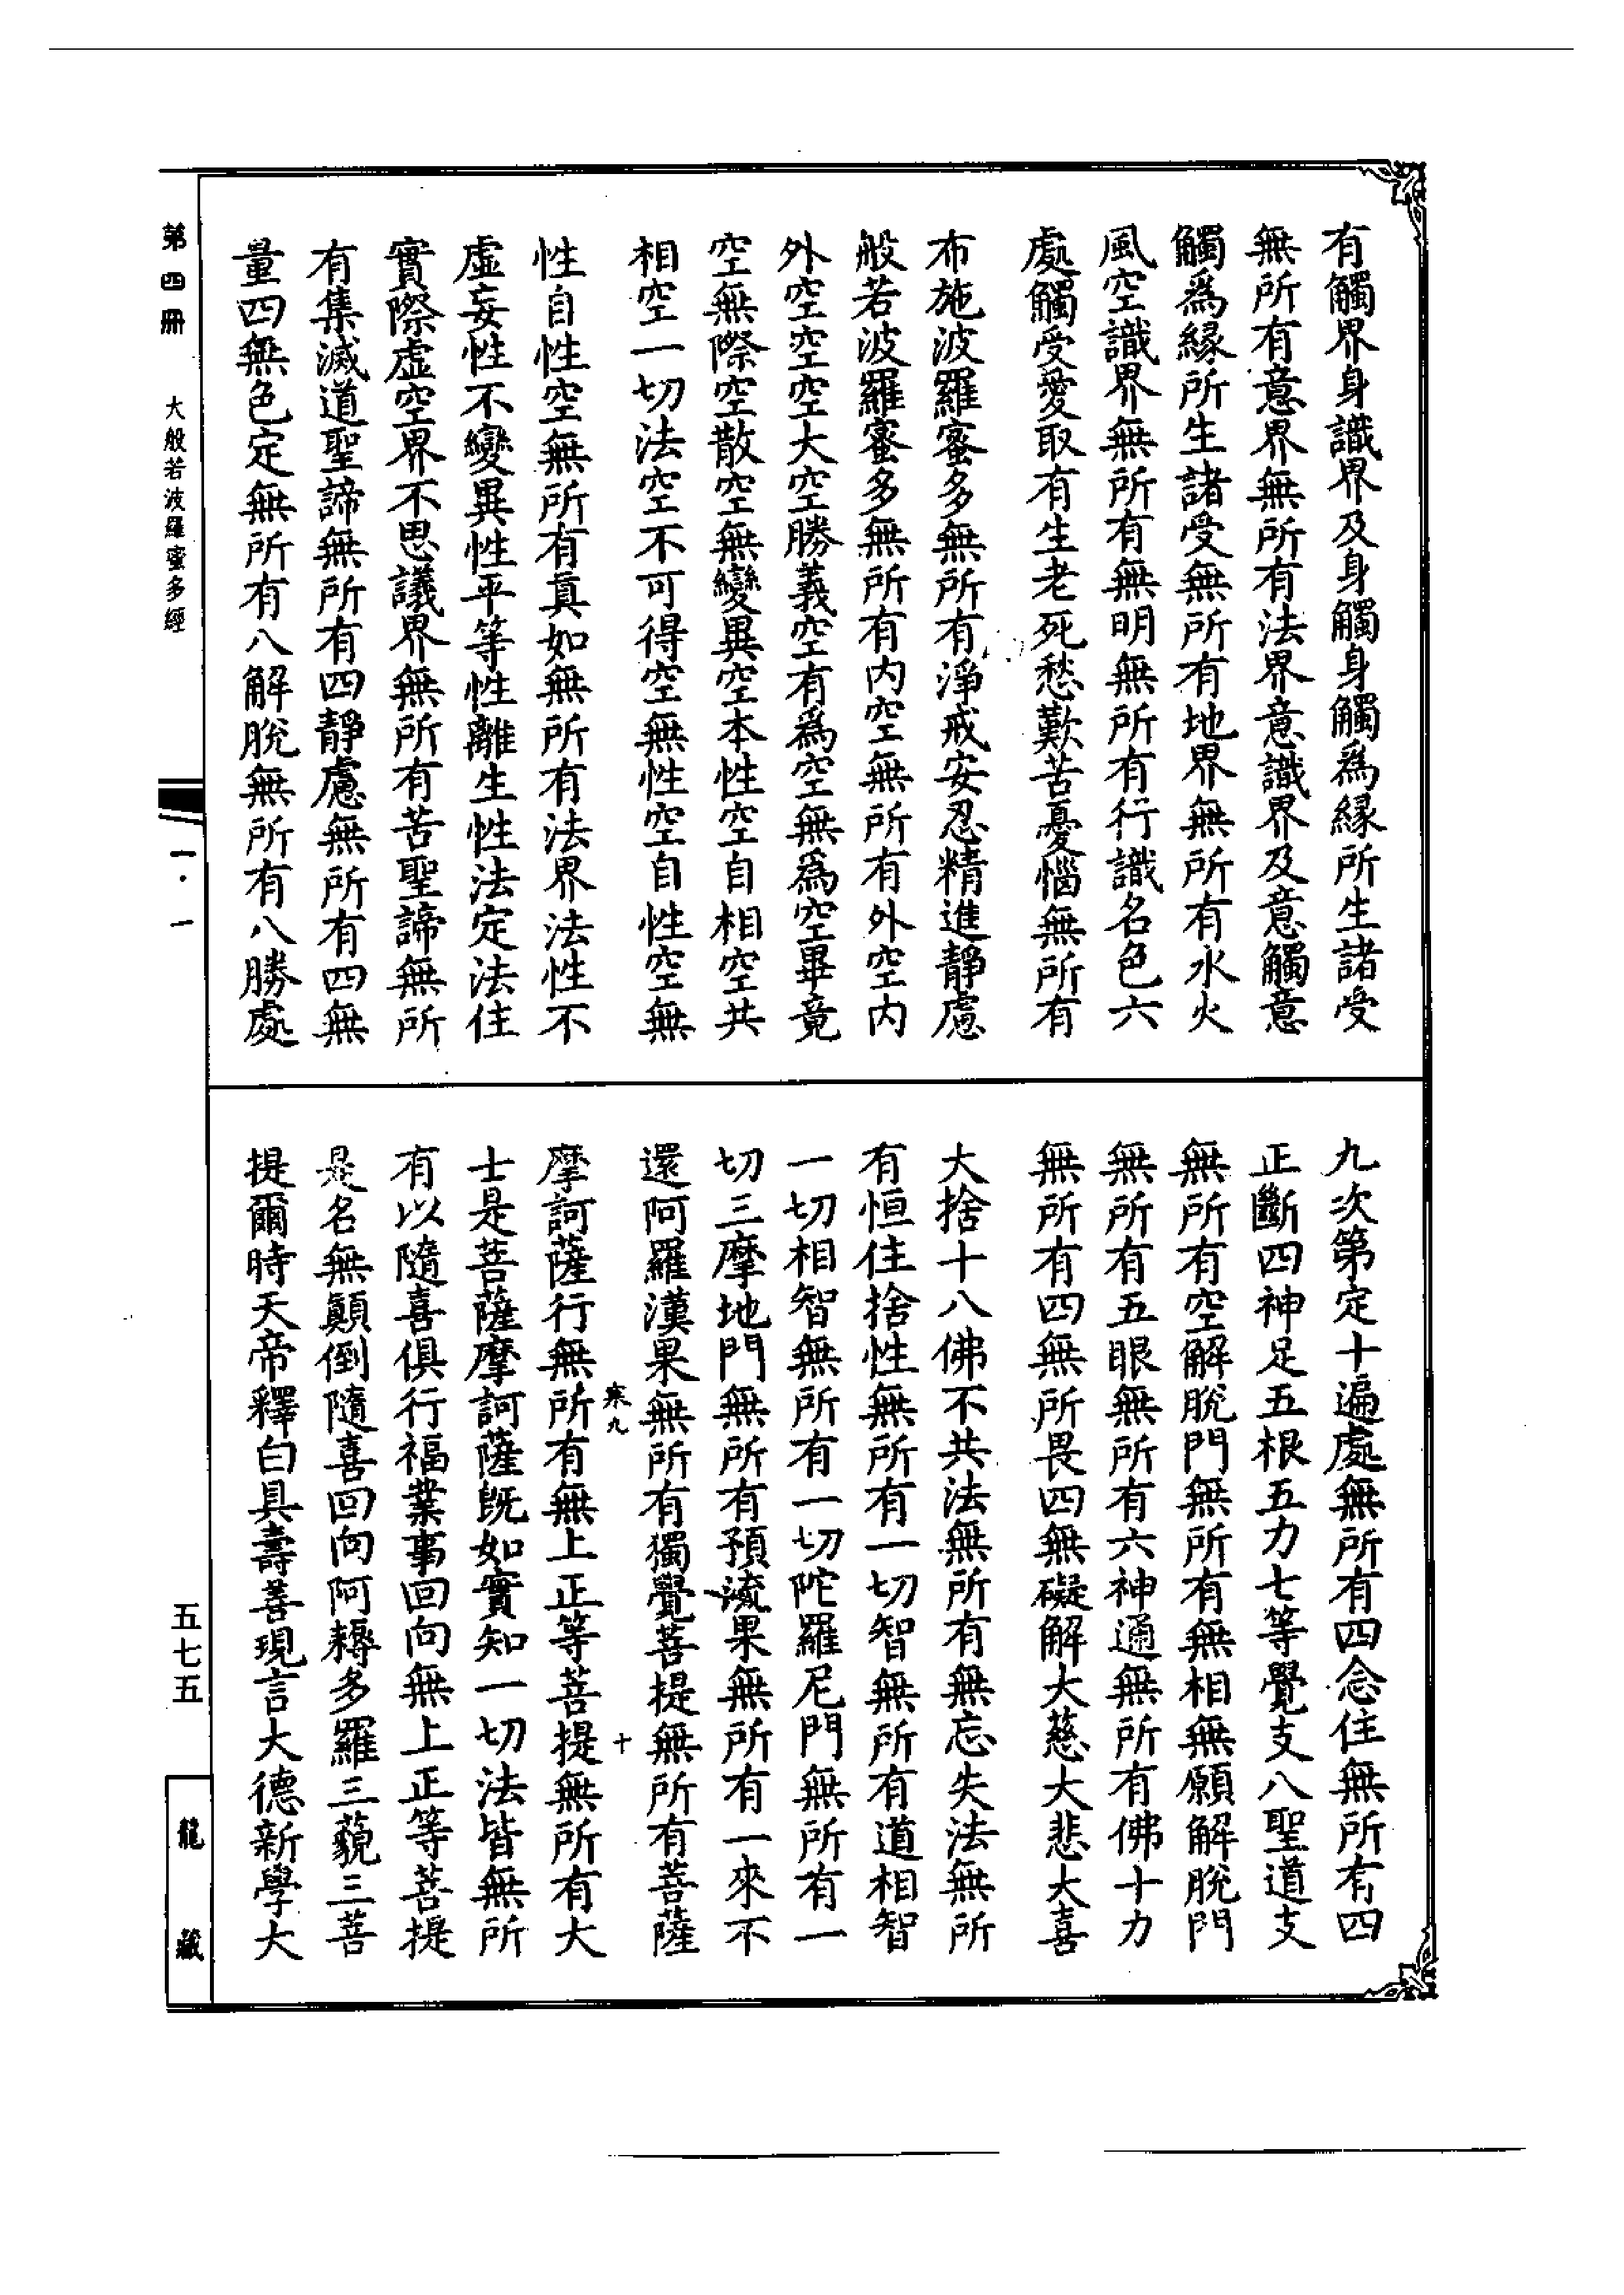 有觸界身識界及身觸身觸為緣所生諸受
無所有意界無所有法界意識界及意觸意
觸為緣所生諸受無所有地界無所有水火
風空識界無所有無明無所有行識名色六
處觸受愛取有生老死愁歎苦憂惱無所有
布施波羅蜜多無所有淨戒安忍精進靜慮
般若波羅蜜多無所有內空無所有外空內
外空空空大空勝義空有為空無為空畢竟
空無際空散空無變異空本性空自相空共
相空一切法空不可得空無性空自性空無
性自性空無所有真如無所有法界法性不
虛妄性不變異性平等性離生性法定法住
實際虛空界不思議界無所有苦聖諦無所
有集滅道聖諦無所有四靜慮無所有四無
量四無色定無所有八解脫無所有八勝處
九次第定十遍處無所有四念住無所有四
正斷四神足五根五力七等覺支八聖道支
無所有空解脫門無所有無相無願解脫門
無所有五眼無所有六神通無所有佛十力
無所有四無所畏四無礙解大慈大悲大喜
大捨十八佛不共法無所有無忘失法無所
有恒住捨性無所有一切智無所有道相智
一切相智無所有一切陀羅尼門無所有一
切三摩地門無所有預流果無所有一來不
還阿羅漢果無所有獨覺菩提無所有菩薩
寒九 十
摩訶薩行無所有無上正等菩提無所有大
士是菩薩摩訶薩既如實知一切法皆無所
有以隨喜俱行福業事回向無上正等菩提
是名無顛倒隨喜回向阿耨多羅三藐三菩
提爾時天帝釋白具壽善現言大德新學大
第四冊 大般若波羅蜜多經 一·一 五七五 龍藏